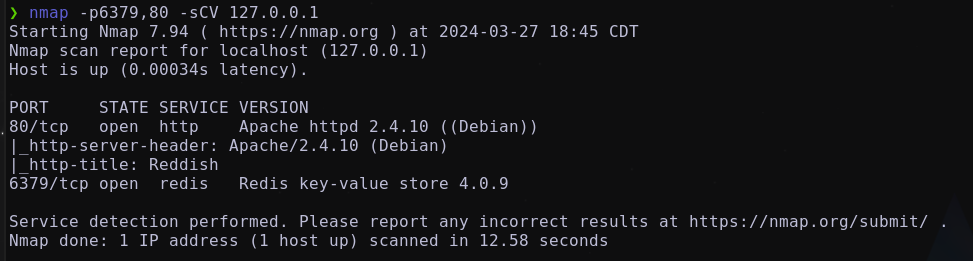 ❯ nmap -p6379,80 -sCV 127.0.0.1
Starting Nmap 7.94 ( https://nmap.org ) at 2024-03-27 18:45 CDT
Nmap scan report for localhost (127.0.0.1)
Host is up (0.00034s latency).
PORT     STATE SERVICE VERSION
80/tcp   open  http    Apache httpd 2.4.10 ((Debian))
|_http-server-header: Apache/2.4.10 (Debian)
|_http-title: Reddish
6379/tcp open  redis   Redis key-value store 4.0.9
Service detection performed. Please report any incorrect results at https://nmap.org/submit/ .
Nmap done: 1 IP address (1 host up) scanned in 12.58 seconds